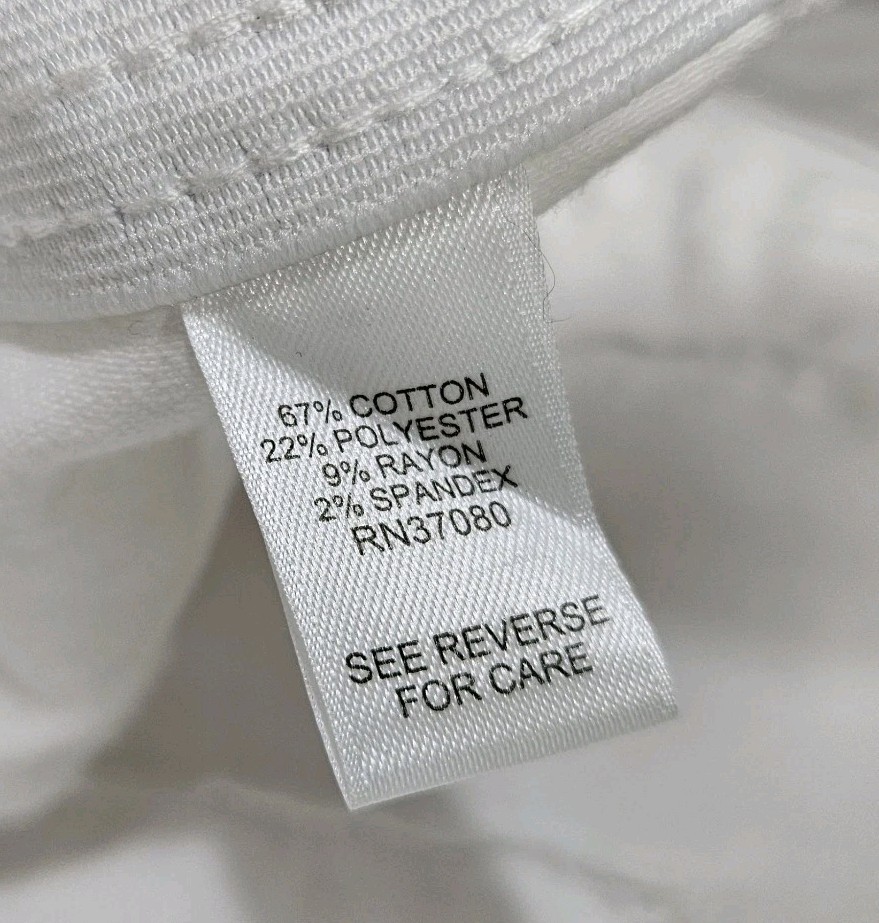 67% COTTON
22% POLYESTER
9% RAYON
2% SPANDEX
RN37080
SEE REVERSE
FOR CARE